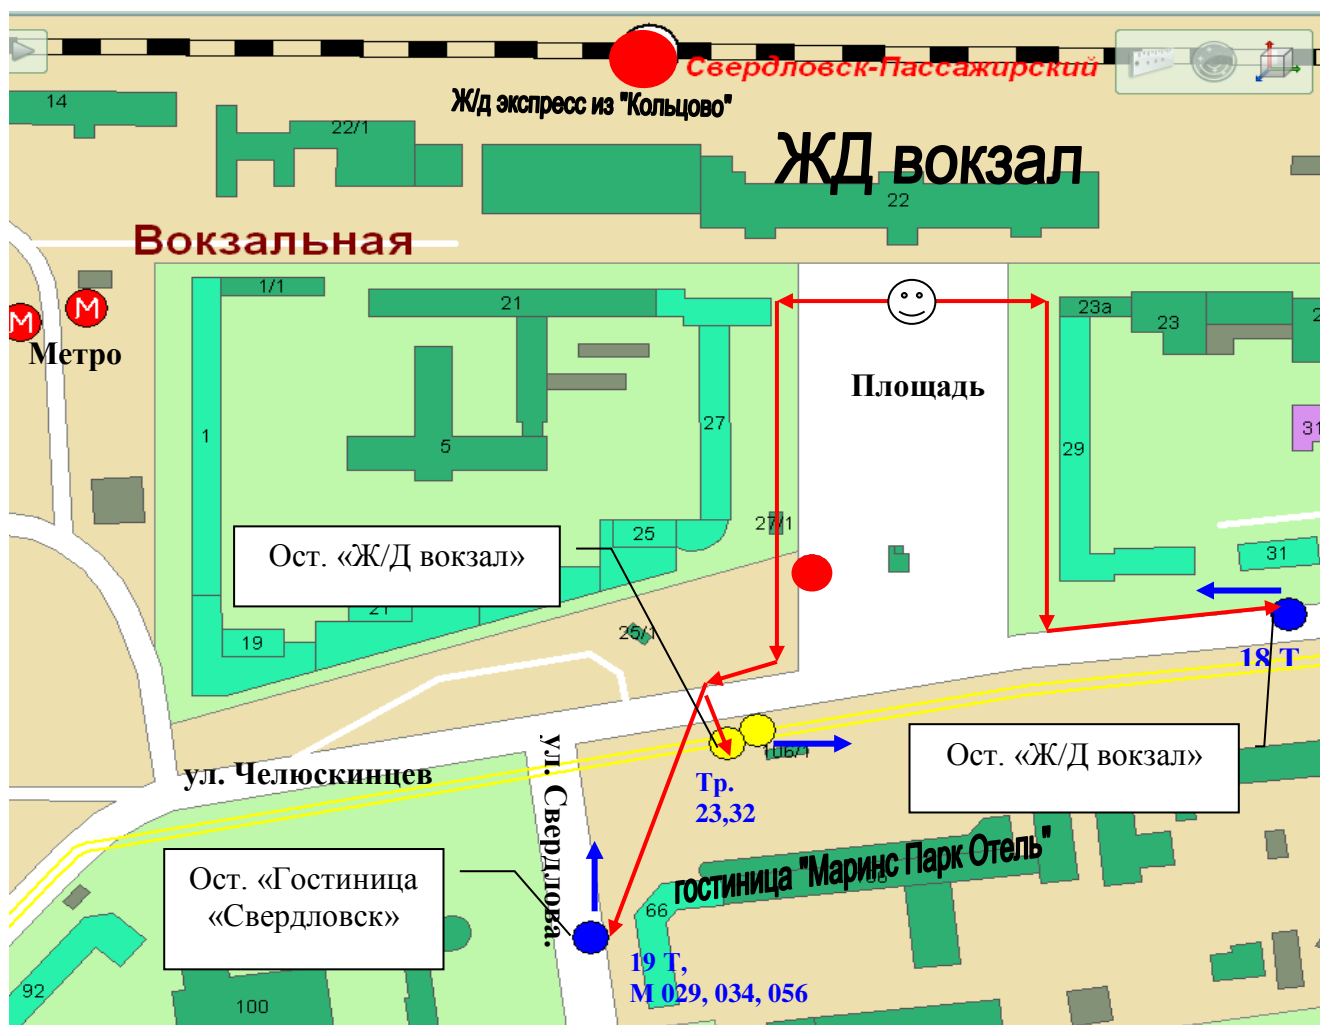 Свердловск-Пассажирский
Ж/д экспресс из "Кольцово"
14
22/1
ЖД вокзал
22
Вокзальная
1/1
21
23а
23
М
М
Метро
Площадь
1
5
27
29
31
27/1
25
Ост. «Ж/Д вокзал»
31
21
19
25/1
18 Т
ул. Челюскинцев
ул. Свердлова.
106/1
Ост. «Ж/Д вокзал»
Тр.
23,32
гостиница "Маринс Парк Отель"
Ост. «Гостиница
«Свердловск»
66
92
100
19 Т,
М 029, 034, 056